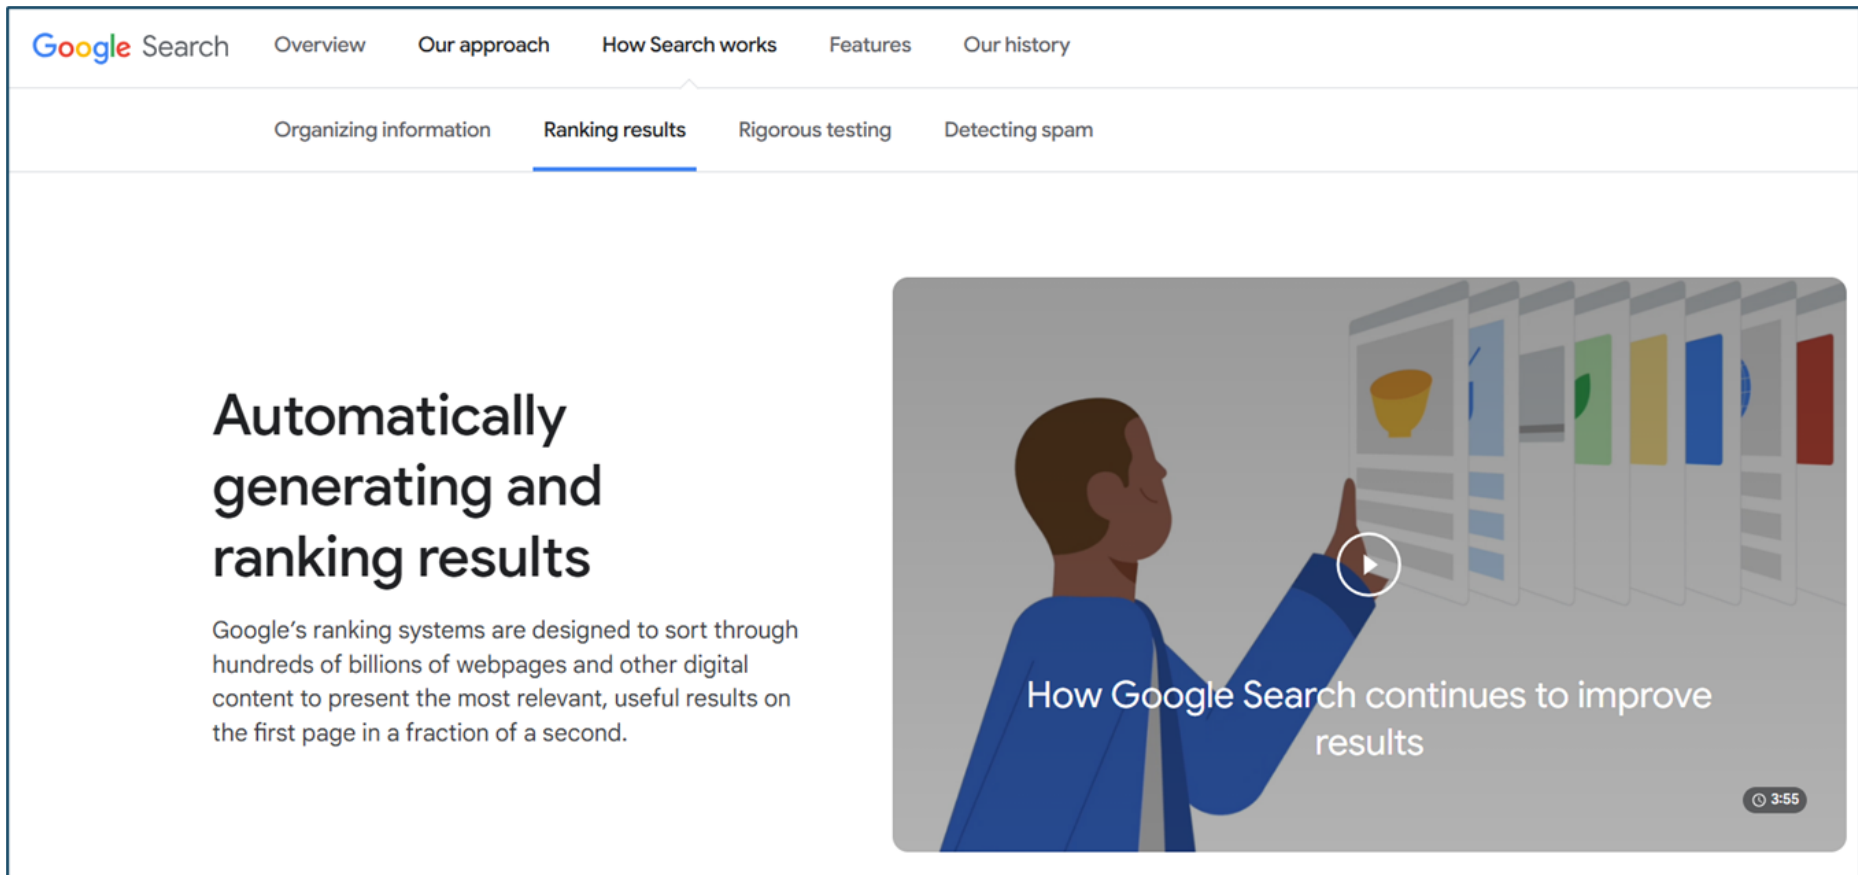 Google Search Overview Our approach How Search works Features Our history
Organizing information Ranking results Rigorous testing Detecting spam
Automatically
generating and
ranking results
Google's ranking systems are designed to sort through
hundreds of billions of webpages and other digital
content to present the most relevant, useful results on
the first page in a fraction of a second.
How Google Search continues to improve
results
3:55